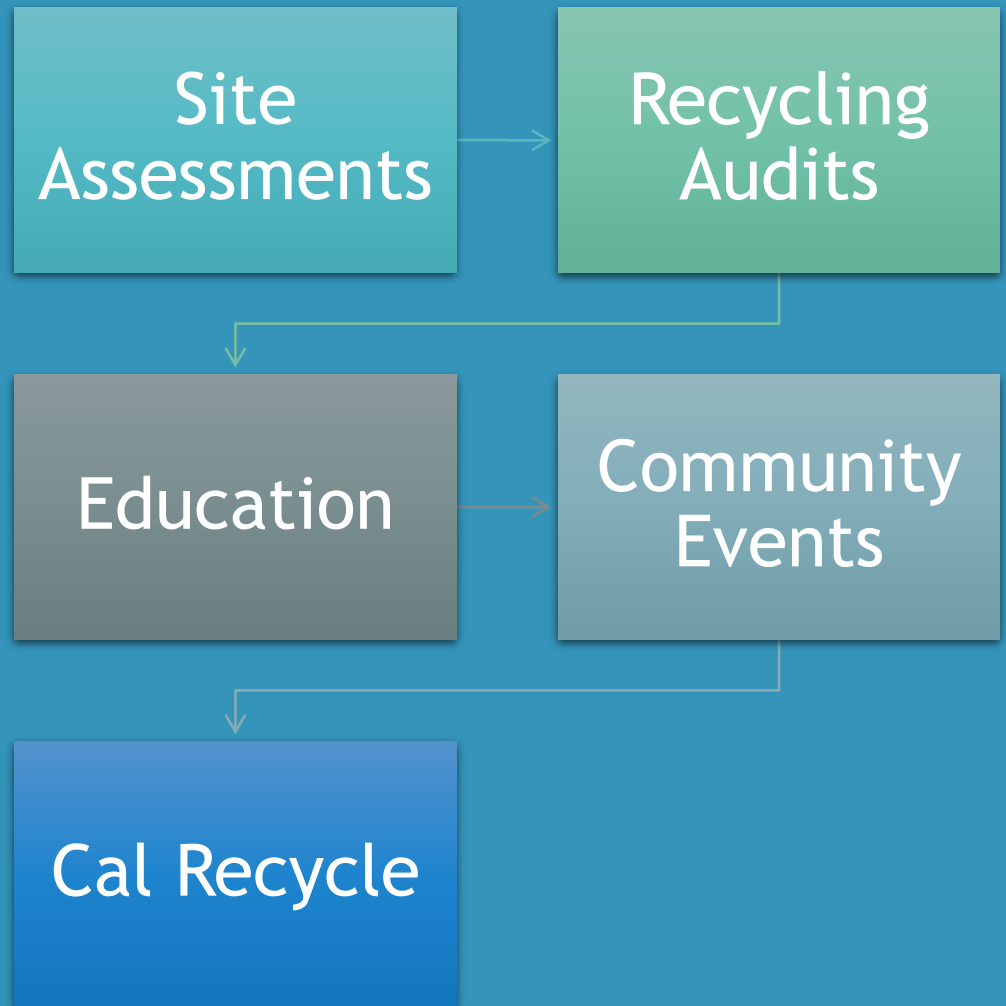 Site
Assessments
Recycling
Audits
Education
Community
Events
Cal Recycle